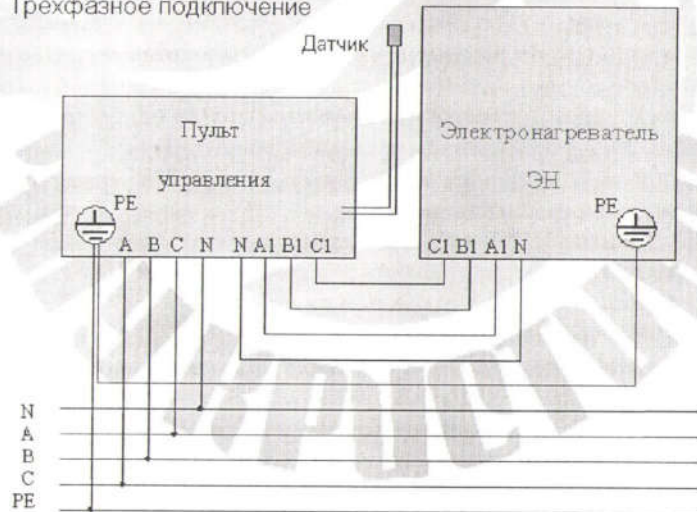 Трехфазное подключение
Датчик
Пульт
управления
Электронагреватель
ЭН
PE
PE
A B C N N A1 B1 C1
C1 B1 A1 N
N
A
B
C
PE